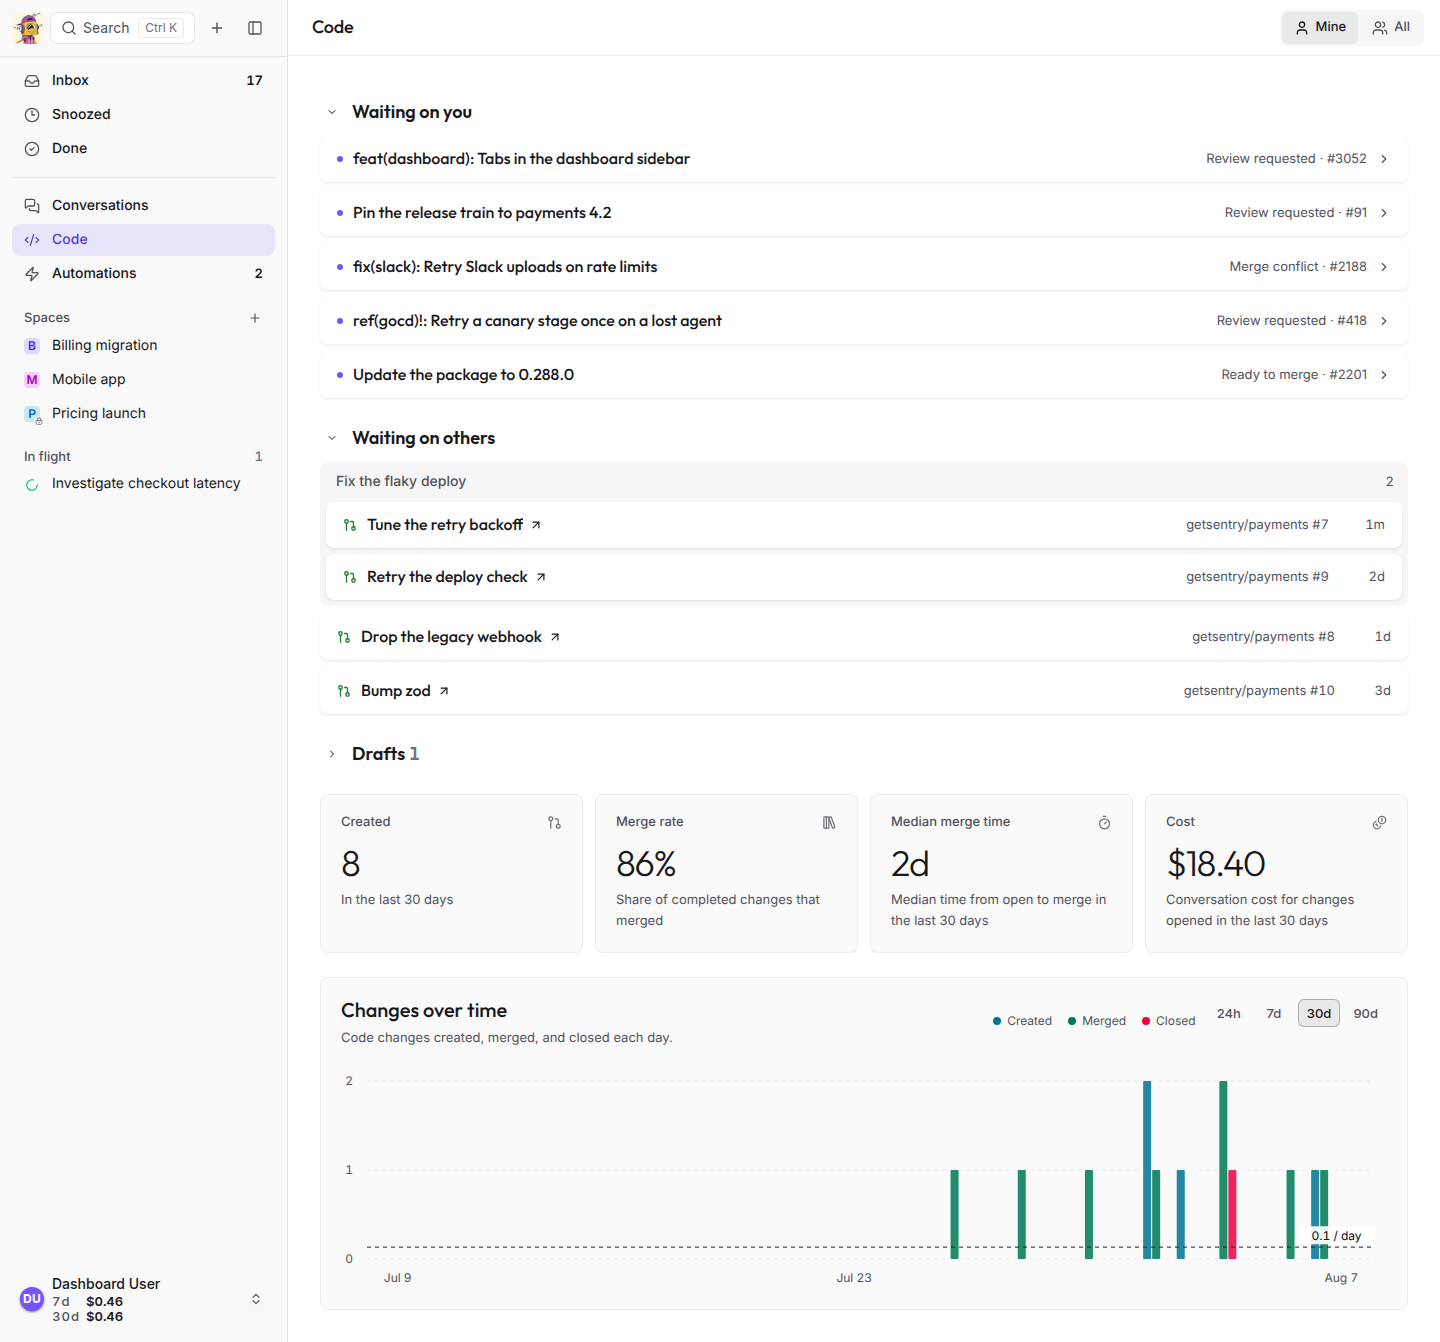 Search Ctrl K
Inbox 17
Snoozed
Done
Conversations
Code
Automations 2
Spaces
B Billing migration
M Mobile app
P Pricing launch
In flight 1
Investigate checkout latency
DU Dashboard User
7d $0.46
30d $0.46
Code
Mine All
Waiting on you
feat(dashboard): Tabs in the dashboard sidebar Review requested · #3052
Pin the release train to payments 4.2 Review requested · #91
fix(slack): Retry Slack uploads on rate limits Merge conflict · #2188
ref(gocd)!: Retry a canary stage once on a lost agent Review requested · #418
Update the package to 0.288.0 Ready to merge · #2201
Waiting on others
Fix the flaky deploy 2
Tune the retry backoff getsentry/payments #7 1m
Retry the deploy check getsentry/payments #9 2d
Drop the legacy webhook getsentry/payments #8 1d
Bump zod getsentry/payments #10 3d
Drafts 1
Created
8
In the last 30 days
Merge rate
86%
Share of completed changes that
merged
Median merge time
2d
Median time from open to merge in
the last 30 days
Cost
$18.40
Conversation cost for changes
opened in the last 30 days
Changes over time
Code changes created, merged, and closed each day.
Created Merged Closed 24h 7d 30d 90d
2
1
0
0.1 / day
Jul 9 Jul 23 Aug 7